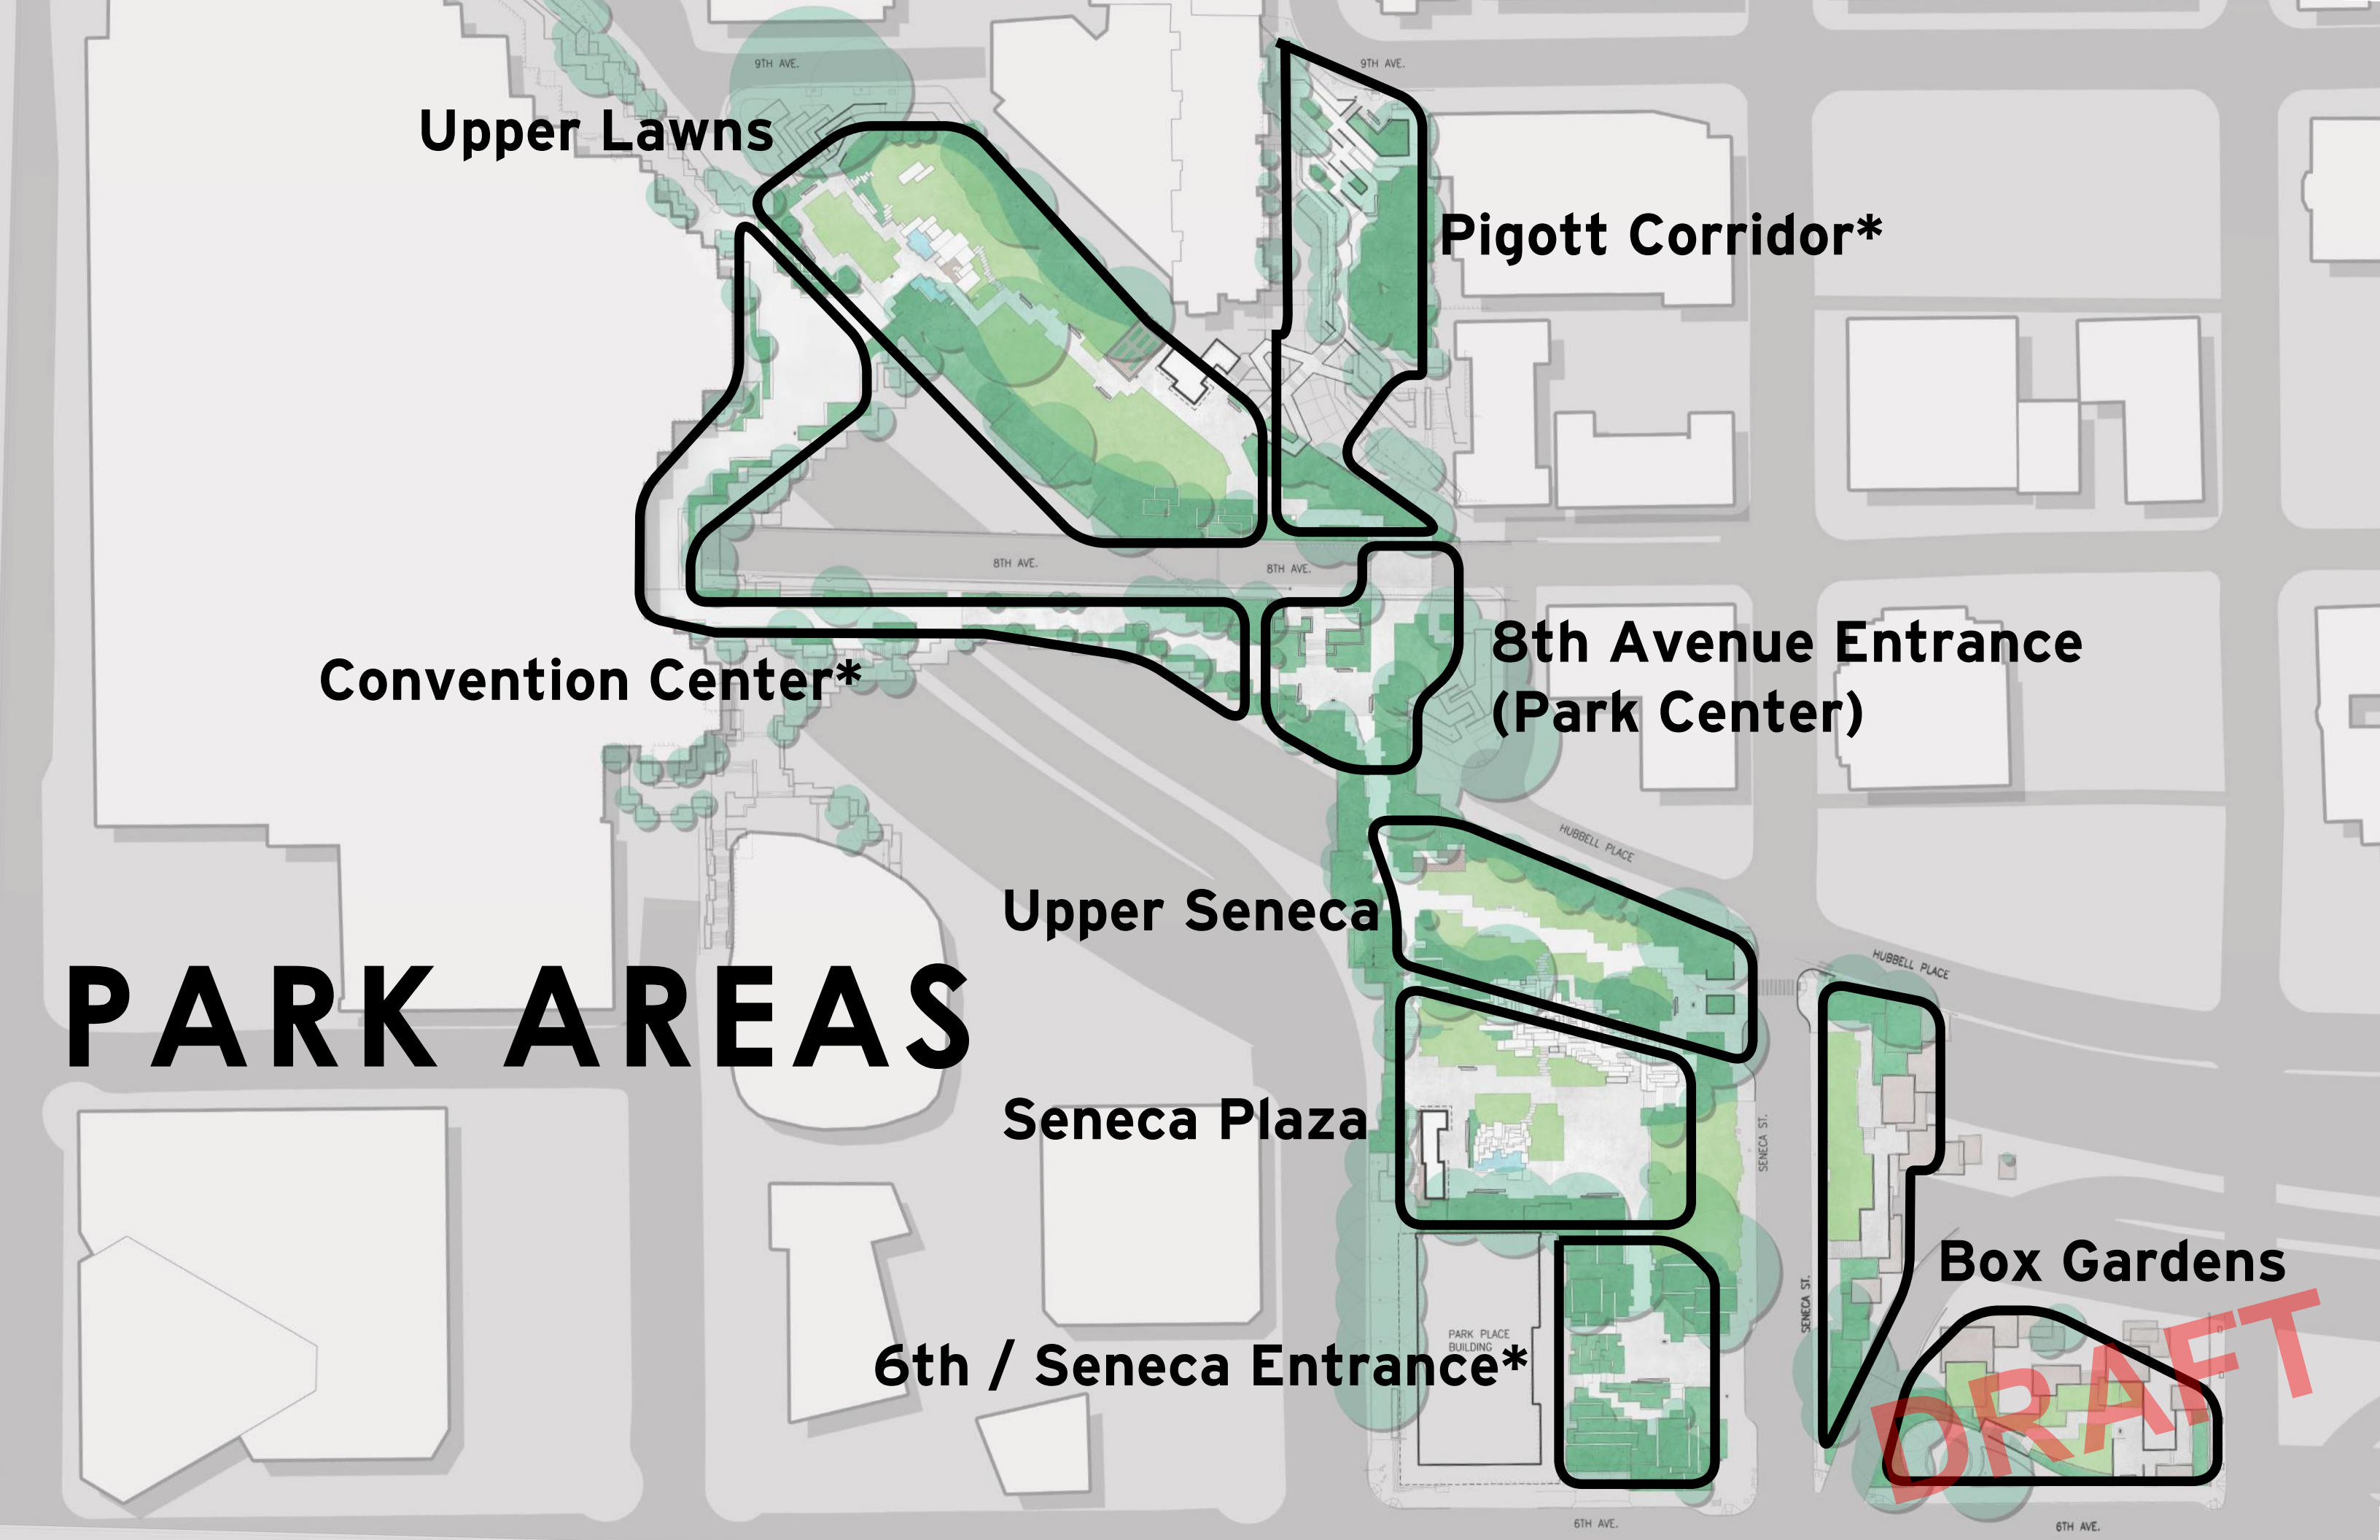 9TH AVE.
9TH AVE.
Upper Lawns
Pigott Corridor*
8TH AVE.
8TH AVE.
8th Avenue Entrance
(Park Center)
Convention Center*
HUBBELL PLACE
Upper Seneca
HUBBELL PLACE
PARK AREAS
Seneca Plaza
SENECA ST.
Box Gardens
SENECA ST.
PARK PLACE
BUILDING
6th / Seneca Entrance*
DRAFT
6TH AVE.
6TH AVE.